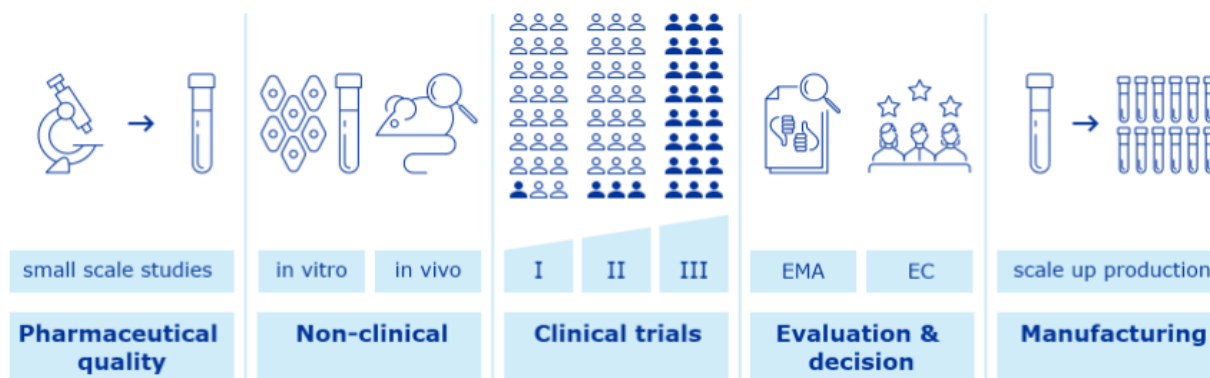 small scale studies
in vitro
in vivo
I
II
III
EMA
EC
scale up production
Pharmaceutical
quality
Non-clinical
Clinical trials
Evaluation &
decision
Manufacturing